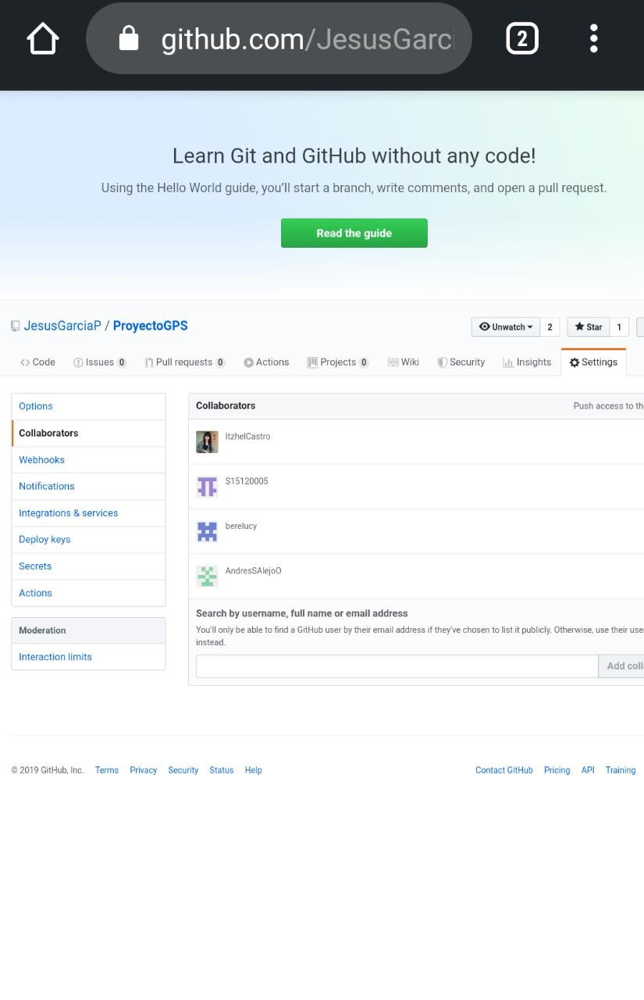 github.com/JesusGarci
2
Learn Git and GitHub without any code!
Using the Hello World guide, you’ll start a branch, write comments, and open a pull request.
Read the guide
JesusGarciaP / ProyectoGPS
Unwatch 2 Star 1
Code Issues 0 Pull requests 0 Actions Projects 0 Wiki Security Insights Settings
Options
Collaborators
Webhooks
Notifications
Integrations & services
Deploy keys
Secrets
Actions
Moderation
Interaction limits
Collaborators Push access to th
ItzhelCastro
S15120005
berelucy
AndresSAlejoO
Search by username, full name or email address
You’ll only be able to find a GitHub user by their email address if they’ve chosen to list it publicly. Otherwise, use their use
instead.
Add coll
© 2019 GitHub, Inc. Terms Privacy Security Status Help Contact GitHub Pricing API Training